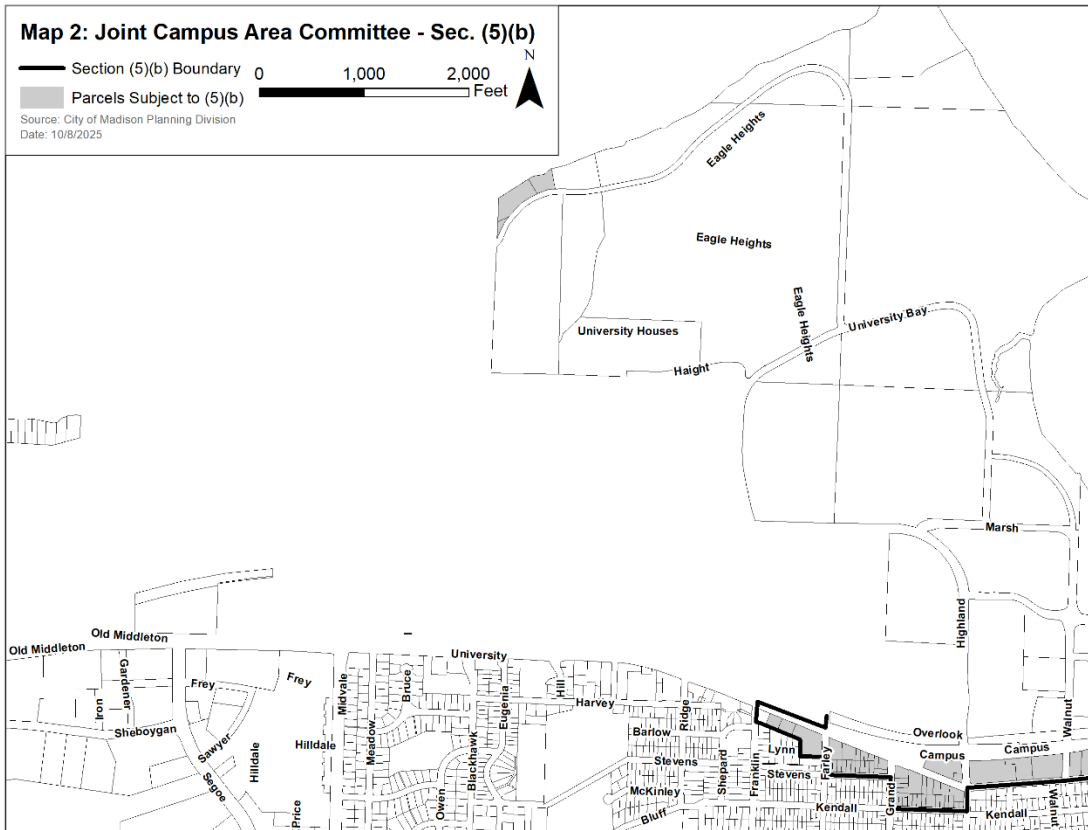 Map 2: Joint Campus Area Committee - Sec. (5)(b)
Section (5)(b) Boundary
Parcels Subject to (5)(b)
0 1,000 2,000
Feet
N
Source: City of Madison Planning Division
Date: 10/8/2025
Eagle Heights
Eagle Heights
Eagle Heights
University Bay
University Houses
Haight
Marsh
Highland
Walnut
Old Middleton
Old Middleton
University
Gardener
Iron
Frey
Frey
Sheboygan
Sawyer
Segoe
Hilldale
Hilldale
Price
Midvale
Meadow
Bruce
Owen
Blackhawk
Eugenia
Hill
Harvey
Ridge
Barlow
Stevens
McKinley
Bluff
Shepard
Franklin
Lynn
Stevens
Farley
Kendall
Grand
Overlook
Campus
Campus
Kendall
Walnut